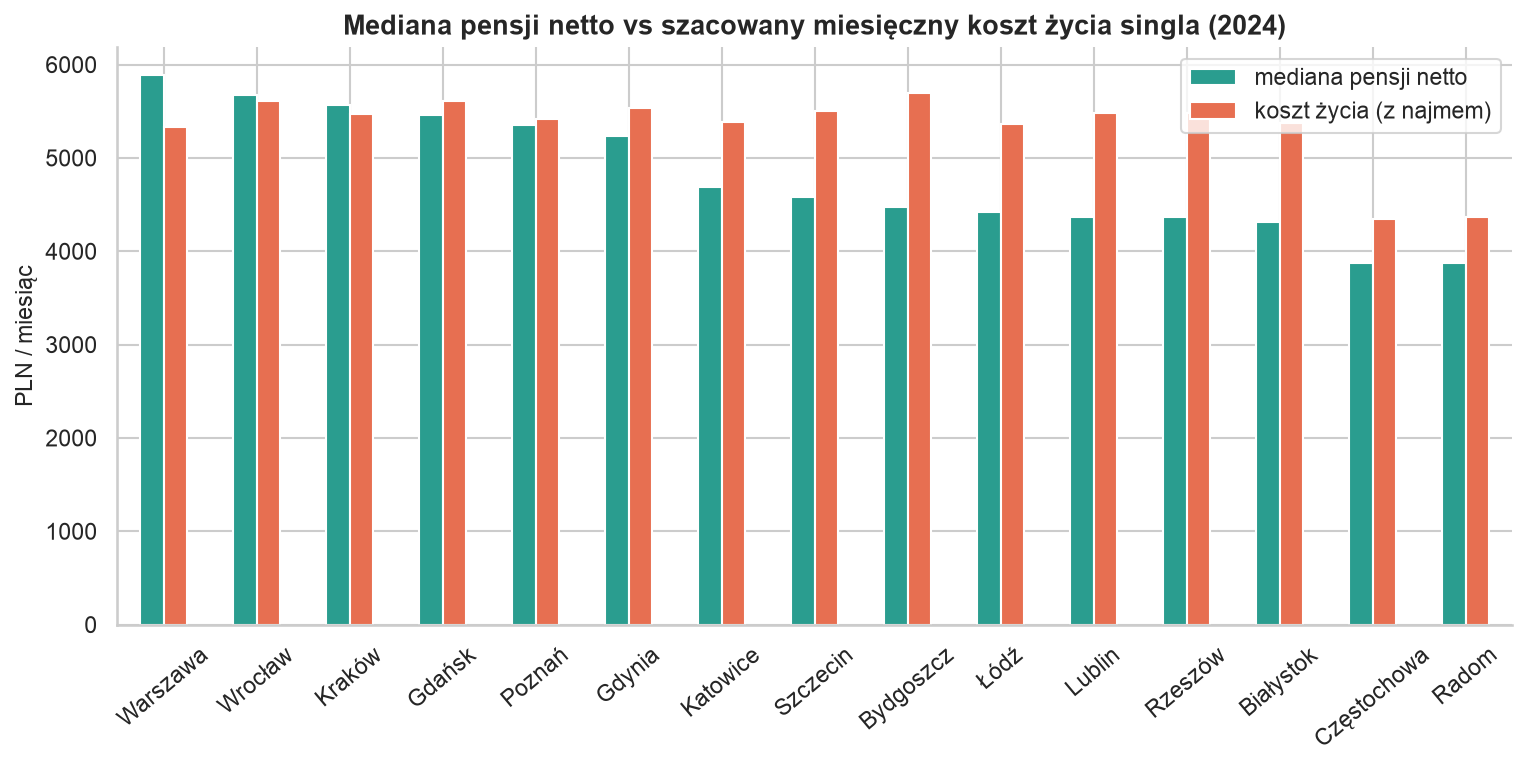 Mediana pensji netto vs szacowany miesięczny koszt życia singla (2024)
mediana pensji netto
koszt życia (z najmem)
PLN / miesiąc
6000
5000
4000
3000
2000
1000
0
Warszawa
Wrocław
Kraków
Gdańsk
Poznań
Gdynia
Katowice
Szczecin
Bydgoszcz
Łódź
Lublin
Rzeszów
Białystok
Częstochowa
Radom